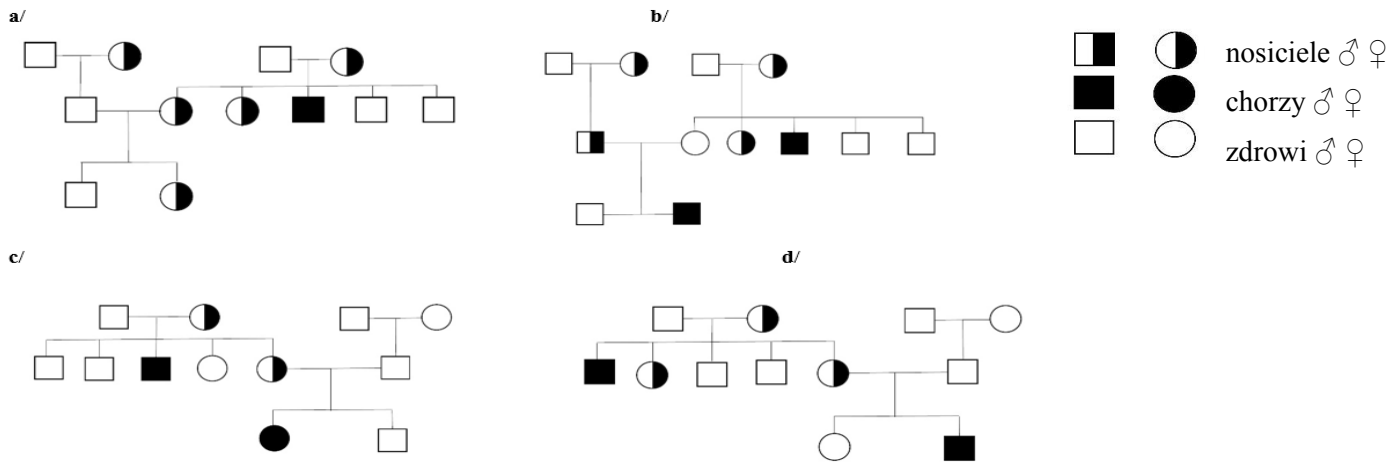 a/
b/
nosiciele ♂ ♀
chorzy ♂ ♀
zdrowi ♂ ♀
c/
d/